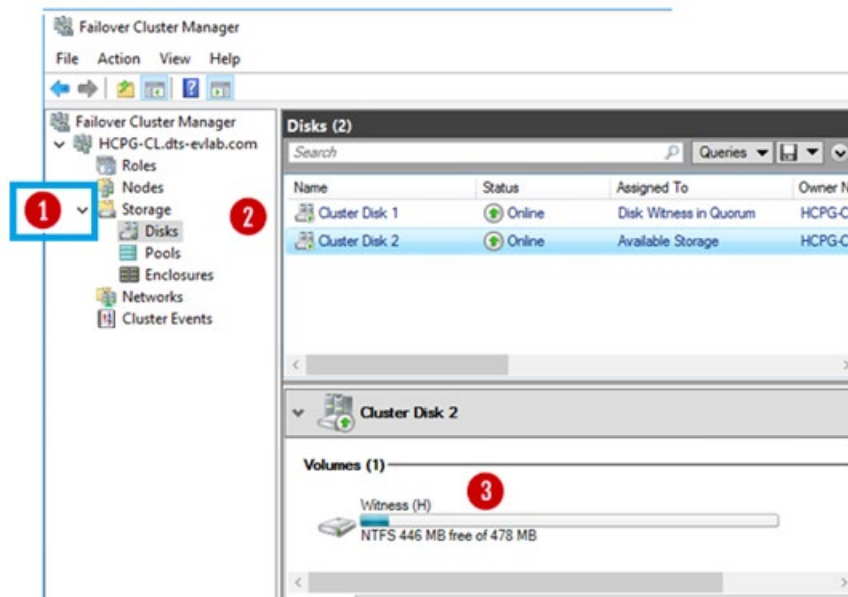 Failover Cluster Manager
File Action View Help
Failover Cluster Manager
HCPG-CL.dts-evlab.com
Roles
Nodes
1
Storage
2
Disks
Pools
Enclosures
Networks
Cluster Events
Disks (2)
Search Queries
Name Status Assigned To Owner N
Cluster Disk 1 Online Disk Witness in Quorum HCPG-C
Cluster Disk 2 Online Available Storage HCPG-C
Cluster Disk 2
Volumes (1)
3
Witness (H)
NTFS 446 MB free of 478 MB